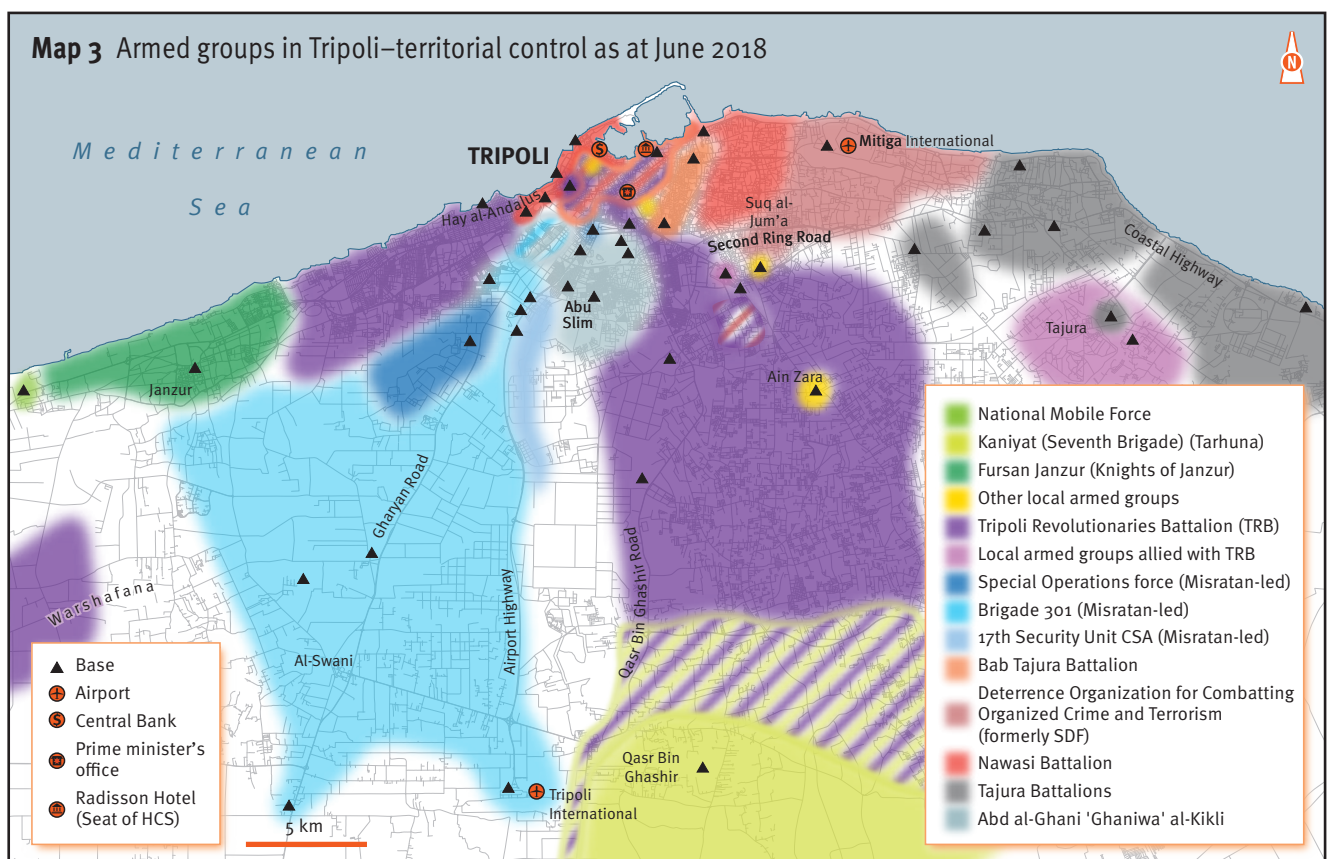 Map 3 Armed groups in Tripoli–territorial control as at June 2018
N
Mediterranean
Sea
TRIPOLI
S
Mitiga International
Hay al-Andalus
Suq al-
Jum'a
Second Ring Road
Coastal Highway
Abu
Slim
Tajura
Janzur
Ain Zara
Gharyan Road
Warshafana
Airport Highway
Qasr Bin Ghashir Road
Al-Swani
Qasr Bin
Ghashir
Tripoli
International
5 km
Base
Airport
S Central Bank
Prime minister's
office
Radisson Hotel
(Seat of HCS)
National Mobile Force
Kaniyat (Seventh Brigade) (Tarhuna)
Fursan Janzur (Knights of Janzur)
Other local armed groups
Tripoli Revolutionaries Battalion (TRB)
Local armed groups allied with TRB
Special Operations force (Misratan-led)
Brigade 301 (Misratan-led)
17th Security Unit CSA (Misratan-led)
Bab Tajura Battalion
Deterrence Organization for Combatting
Organized Crime and Terrorism
(formerly SDF)
Nawasi Battalion
Tajura Battalions
Abd al-Ghani 'Ghaniwa' al-Kikli